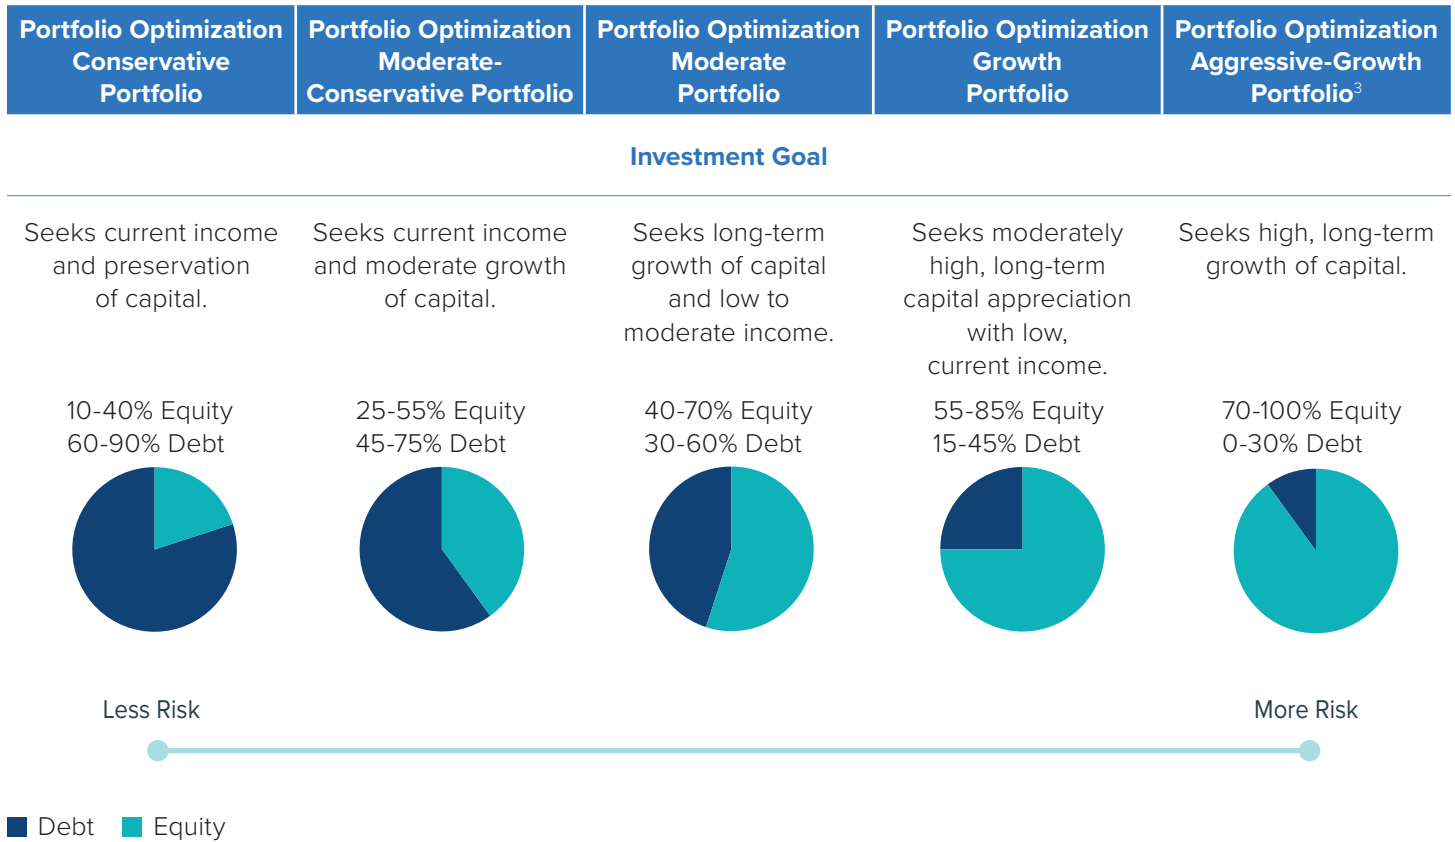 Portfolio Optimization
Conservative
Portfolio
Portfolio Optimization
Moderate-
Conservative Portfolio
Portfolio Optimization
Moderate
Portfolio
Portfolio Optimization
Growth
Portfolio
Portfolio Optimization
Aggressive-Growth
Portfolio³
Investment Goal
Seeks current income
and preservation
of capital.
Seeks current income
and moderate growth
of capital.
Seeks long-term
growth of capital
and low to
moderate income.
Seeks moderately
high, long-term
capital appreciation
with low,
current income.
Seeks high, long-term
growth of capital.
10-40% Equity
60-90% Debt
25-55% Equity
45-75% Debt
40-70% Equity
30-60% Debt
55-85% Equity
15-45% Debt
70-100% Equity
0-30% Debt
Less Risk
More Risk
Debt
Equity